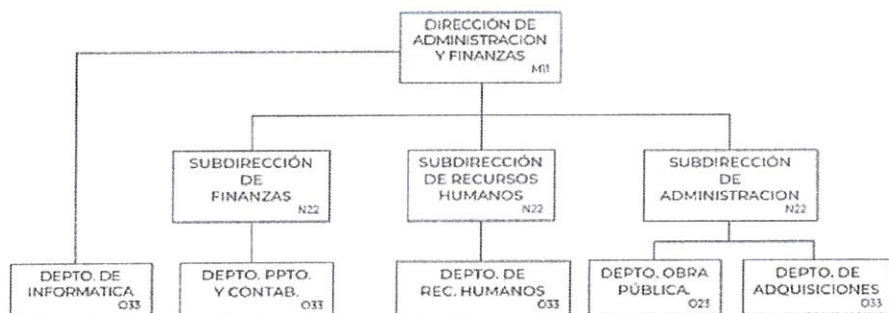 DIRECCIÓN DE
ADMINISTRACION
Y FINANZAS
M11
SUBDIRECCIÓN
DE
FINANZAS
N22
SUBDIRECCIÓN
DE RECURSOS
HUMANOS
N22
SUBDIRECCIÓN
DE
ADMINISTRACION
N22
DEPTO. DE
INFORMATICA
O33
DEPTO. PPTO.
Y CONTAB.
O33
DEPTO. DE
REC. HUMANOS
O33
DEPTO. OBRA
PÚBLICA.
O23
DEPTO. DE
ADQUISICIONES
O33